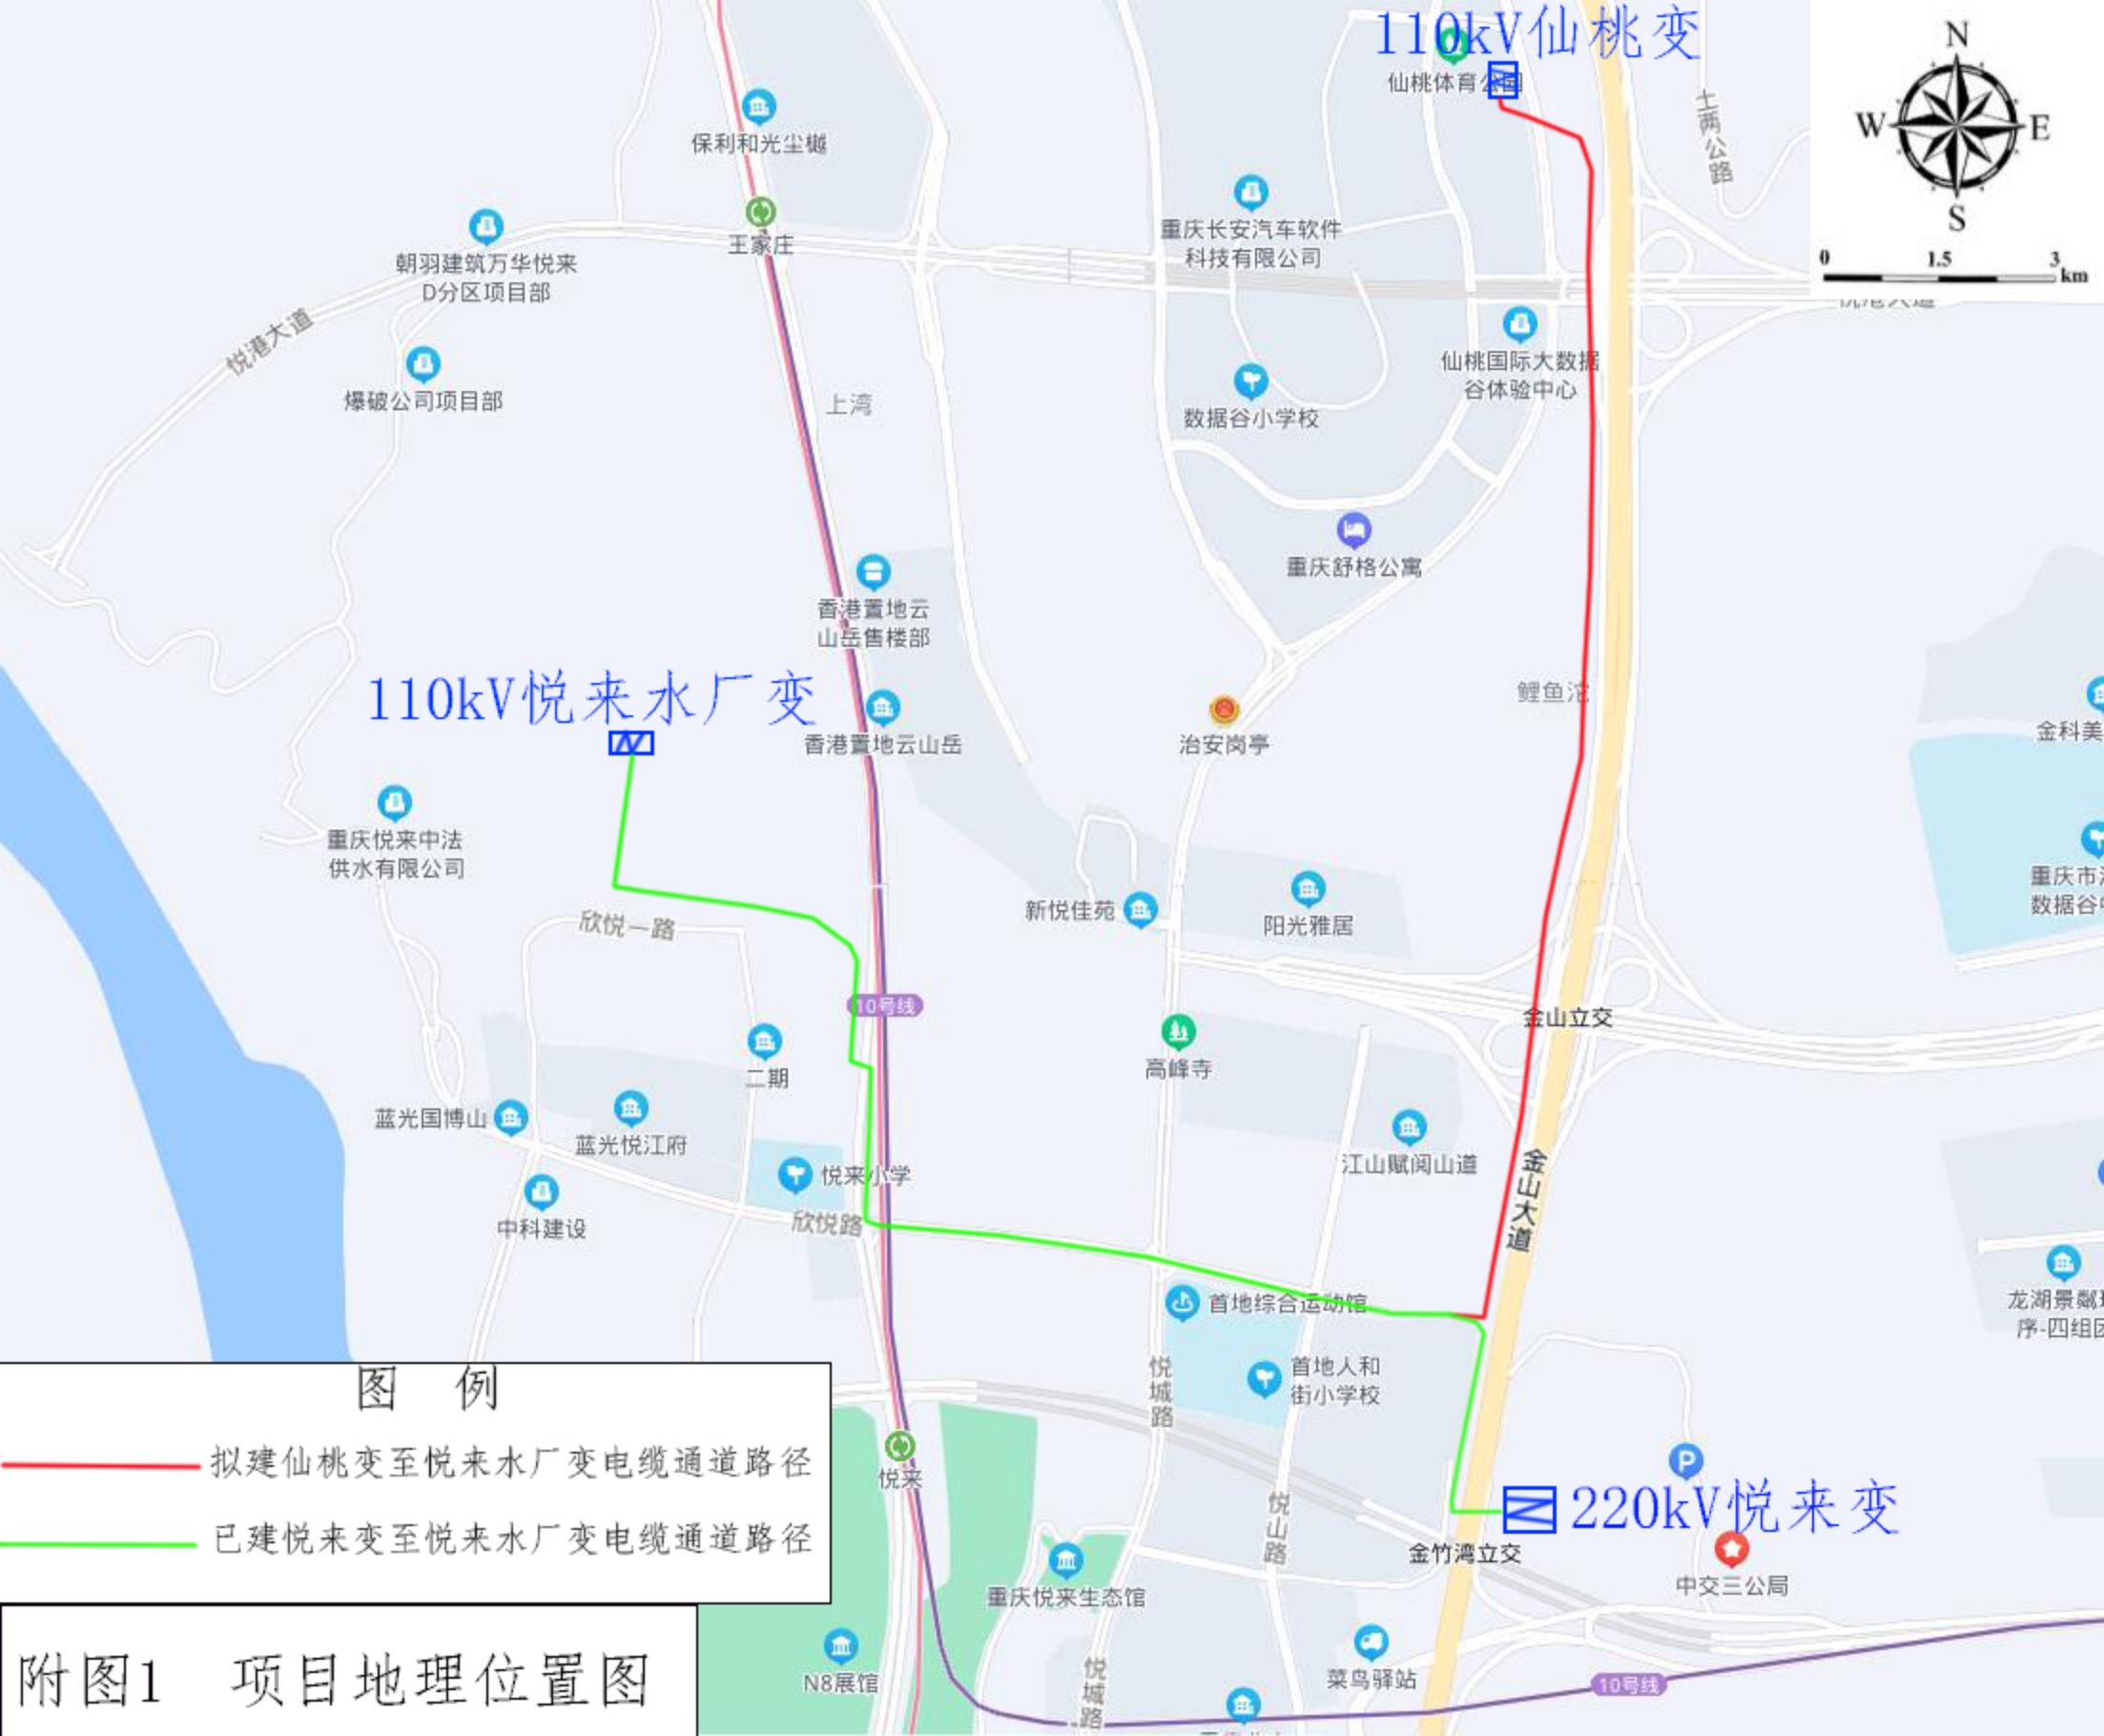 110kV仙桃变
仙桃体育公园
N
W
E
S
0 1.5 3 km
土两公路
保利和光尘樾
王家庄
重庆长安汽车软件
科技有限公司
朝羽建筑万华悦来
D分区项目部
悦港大道
悦港大道
仙桃国际大数据
谷体验中心
爆破公司项目部
上湾
数据谷小学校
重庆舒格公寓
香港置地云
山岳售楼部
110kV悦来水厂变
鲤鱼沱
香港置地云山岳
治安岗亭
金科美
重庆悦来中法
供水有限公司
重庆市
数据谷
新悦佳苑
阳光雅居
欣悦一路
10号线
金山立交
高峰寺
二期
蓝光国博山
蓝光悦江府
江山赋阅山道
金山大道
悦来小学
中科建设
欣悦路
首地综合运动馆
龙湖景粼
序-四组团
首地人和
街小学校
悦城路
图 例
拟建仙桃变至悦来水厂变电缆通道路径
已建悦来变至悦来水厂变电缆通道路径
悦来
P
220kV悦来变
悦山路
金竹湾立交
中交三公局
重庆悦来生态馆
附图1 项目地理位置图
N8展馆
悦城路
菜鸟驿站
10号线